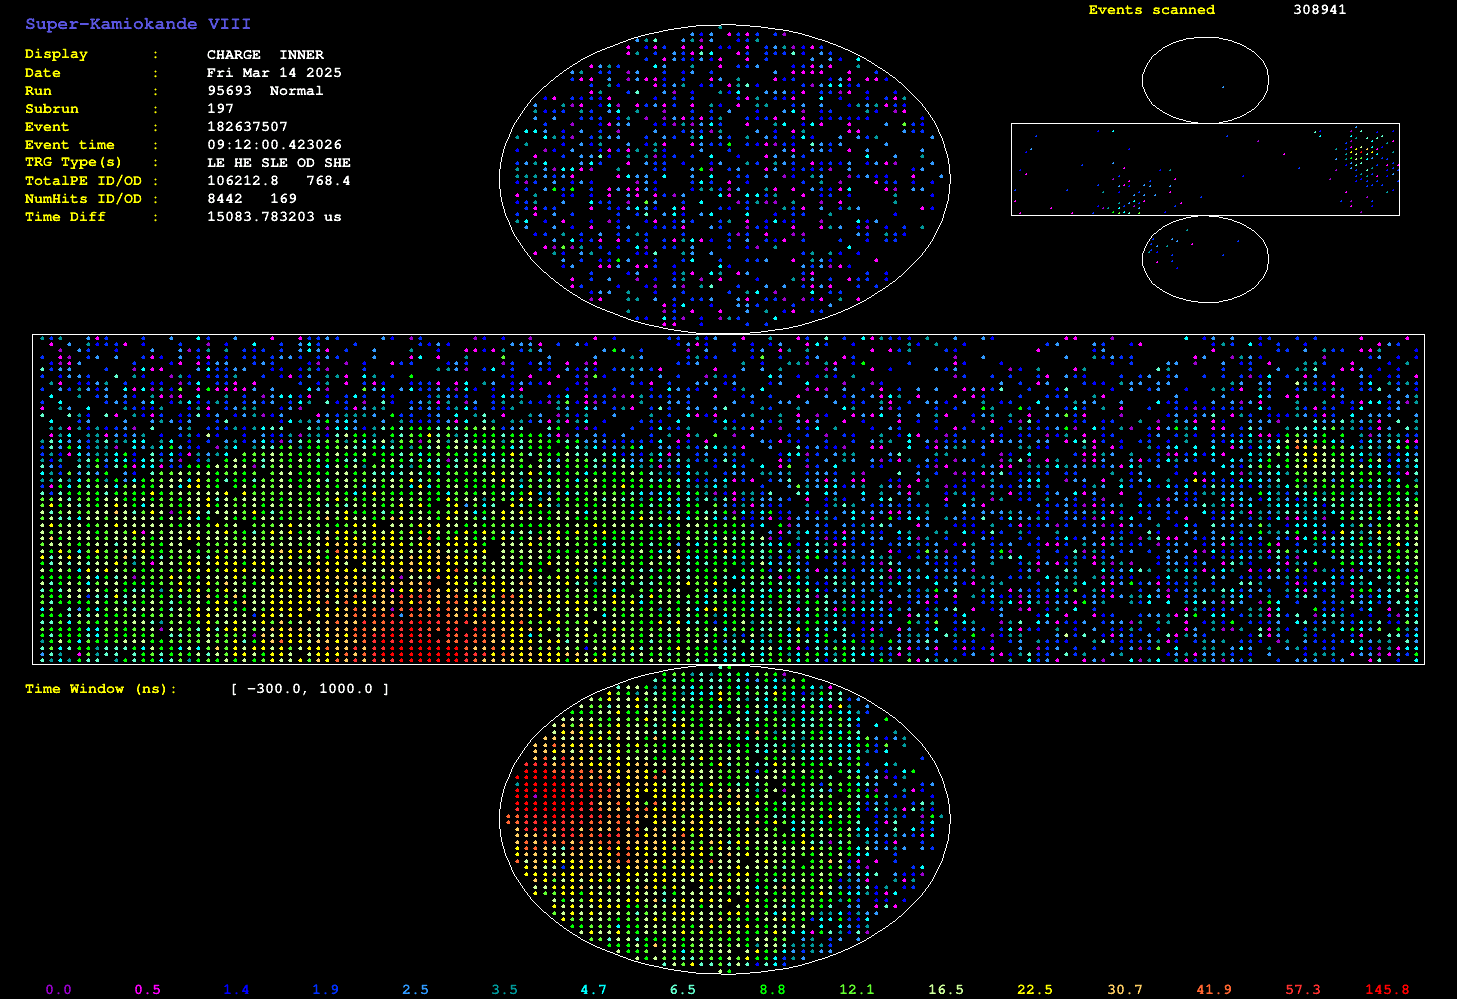 Super-Kamiokande VIII
Events scanned 308941
Display : CHARGE INNER
Date : Fri Mar 14 2025
Run : 95693 Normal
Subrun : 197
Event : 182637507
Event time : 09:12:00.423026
TRG Type(s) : LE HE SLE OD SHE
TotalPE ID/OD : 106212.8 768.4
NumHits ID/OD : 8442 169
Time Diff : 15083.783203 us
Time Window (ns): [ -300.0, 1000.0 ]
0.0 0.5 1.4 1.9 2.5 3.5 4.7 6.5 8.8 12.1 16.5 22.5 30.7 41.9 57.3 145.8